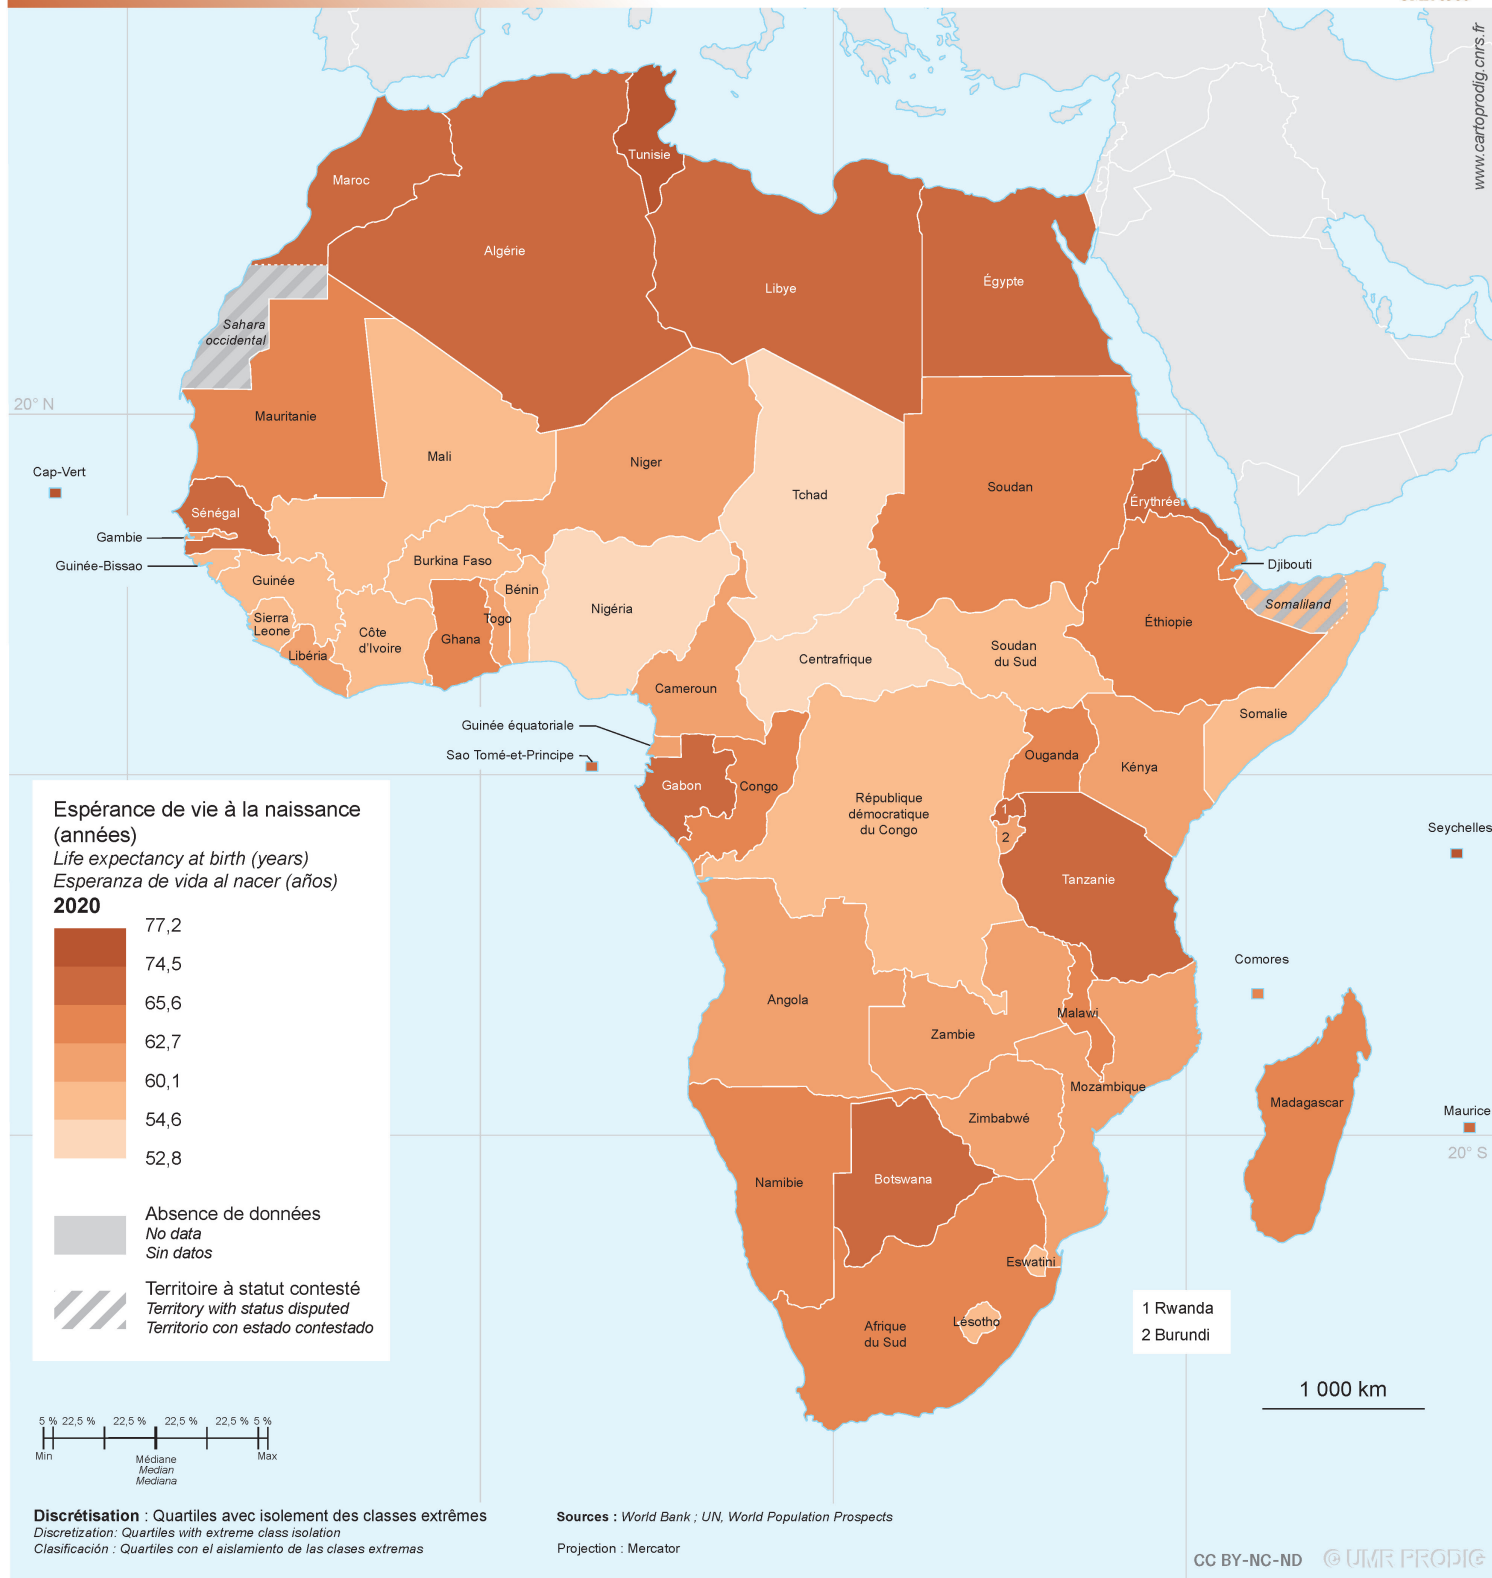 www.cartoprodig.cnrs.fr
Tunisie
Maroc
Algérie
Libye
Égypte
Sahara
occidental
20° N
Mauritanie
Mali
Niger
Tchad
Soudan
Érythrée
Cap-Vert
Sénégal
Gambie
Guinée-Bissao
Guinée
Burkina Faso
Bénin
Nigéria
Djibouti
Somaliland
Sierra
Leone
Libéria
Côte
d'Ivoire
Ghana
Togo
Éthiopie
Centrafrique
Soudan
du Sud
Cameroun
Somalie
Guinée équatoriale
Sao Tomé-et-Principe
Gabon
Congo
Ouganda
Kénya
République
démocratique
du Congo
1
2
Seychelles
Tanzanie
Comores
Angola
Malawi
Zambie
Mozambique
Madagascar
Maurice
20° S
Zimbabwé
Namibie
Botswana
Eswatini
Lésotho
Afrique
du Sud
1 Rwanda
2 Burundi
Espérance de vie à la naissance
(années)
Life expectancy at birth (years)
Esperanza de vida al nacer (años)
2020
77,2
74,5
65,6
62,7
60,1
54,6
52,8
Absence de données
No data
Sin datos
Territoire à statut contesté
Territory with status disputed
Territorio con estado contestado
1 000 km
5 % 22,5 % 22,5 % 22,5 % 22,5 % 5 %
Min Max
Médiane
Median
Mediana
Discrétisation : Quartiles avec isolement des classes extrêmes
Discretization: Quartiles with extreme class isolation
Clasificación : Quartiles con el aislamiento de las clases extremas
Sources : World Bank ; UN, World Population Prospects
Projection : Mercator
CC BY-NC-ND © UMR PRODIG